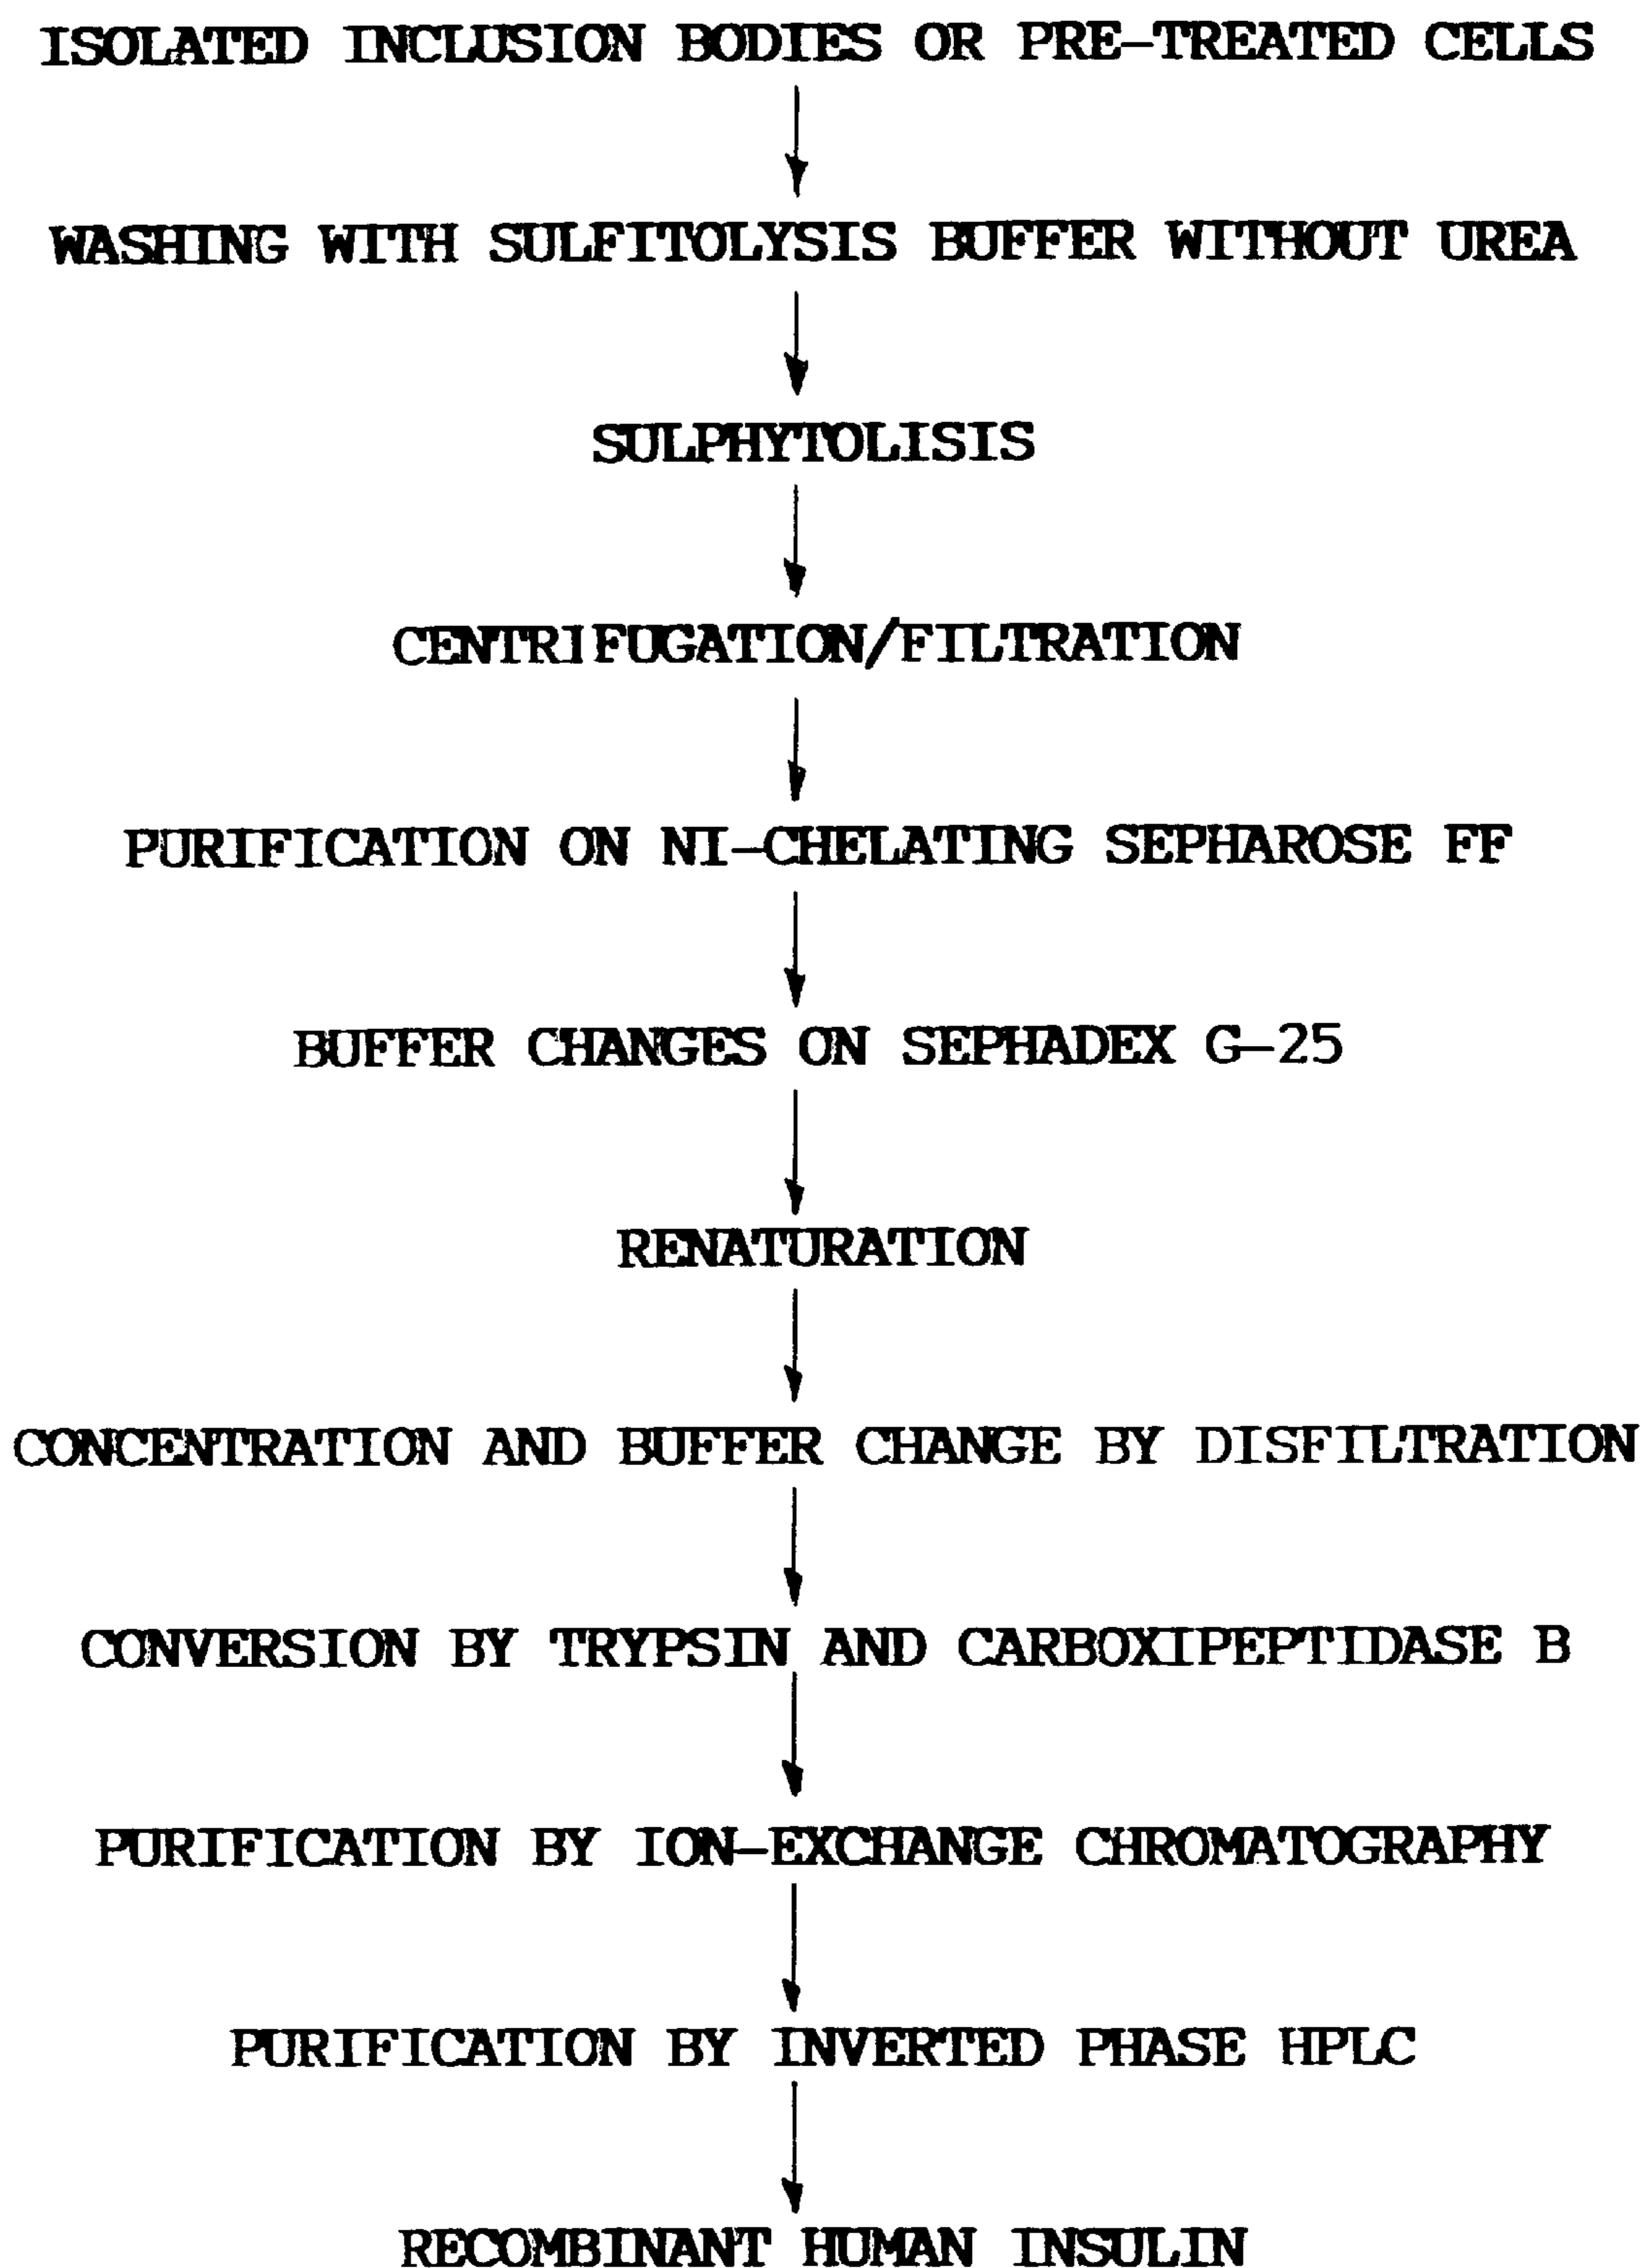 ISOLATED INCLUSION BODIES OR PRE-TREATED CELLS
WASHING WITH SULFITOLYSIS BUFFER WITHOUT UREA
SULPHYTOLISIS
CENTRIFUGATION/FILTRATION
PURIFICATION ON NI-CHELATING SEPHAROSE FF
BUFFER CHANGES ON SEPHADEX G-25
RENATURATION
CONCENTRATION AND BUFFER CHANGE BY DISFILTRATION
CONVERSION BY TRYPSIN AND CARBOXIPEPTIDASE B
PURIFICATION BY ION-EXCHANGE CHROMATOGRAPHY
PURIFICATION BY INVERTED PHASE HPLC
RECOMBINANT HUMAN INSULIN